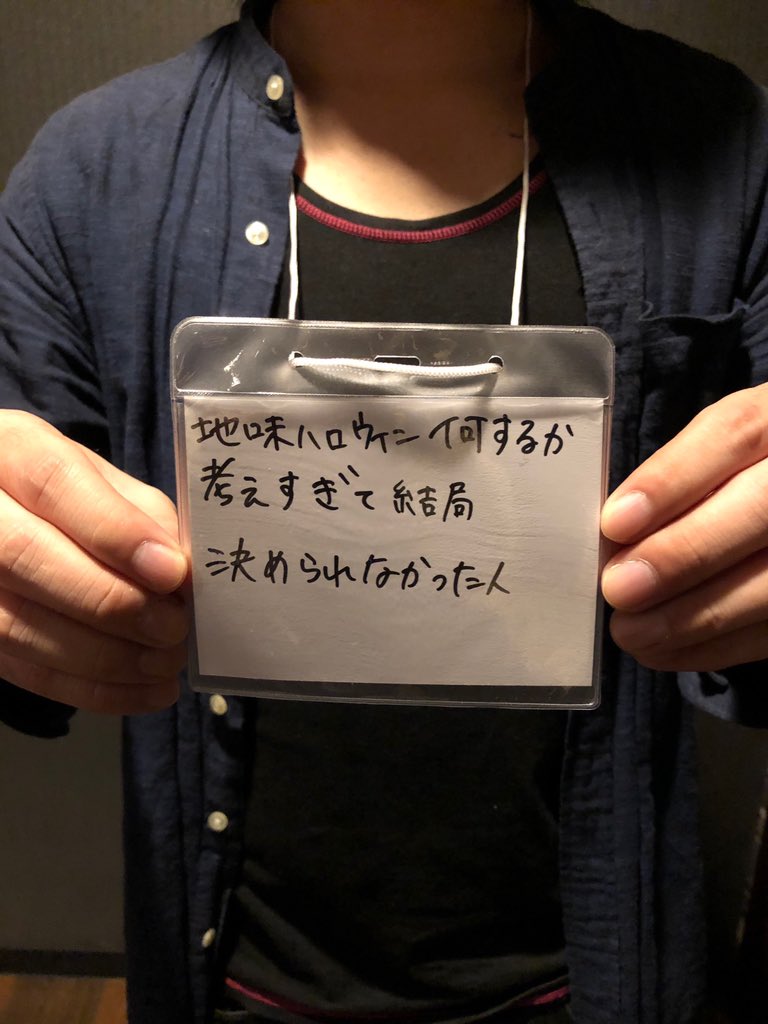 地味ハロウィン何するか
考えすぎて結局
決められなかった人